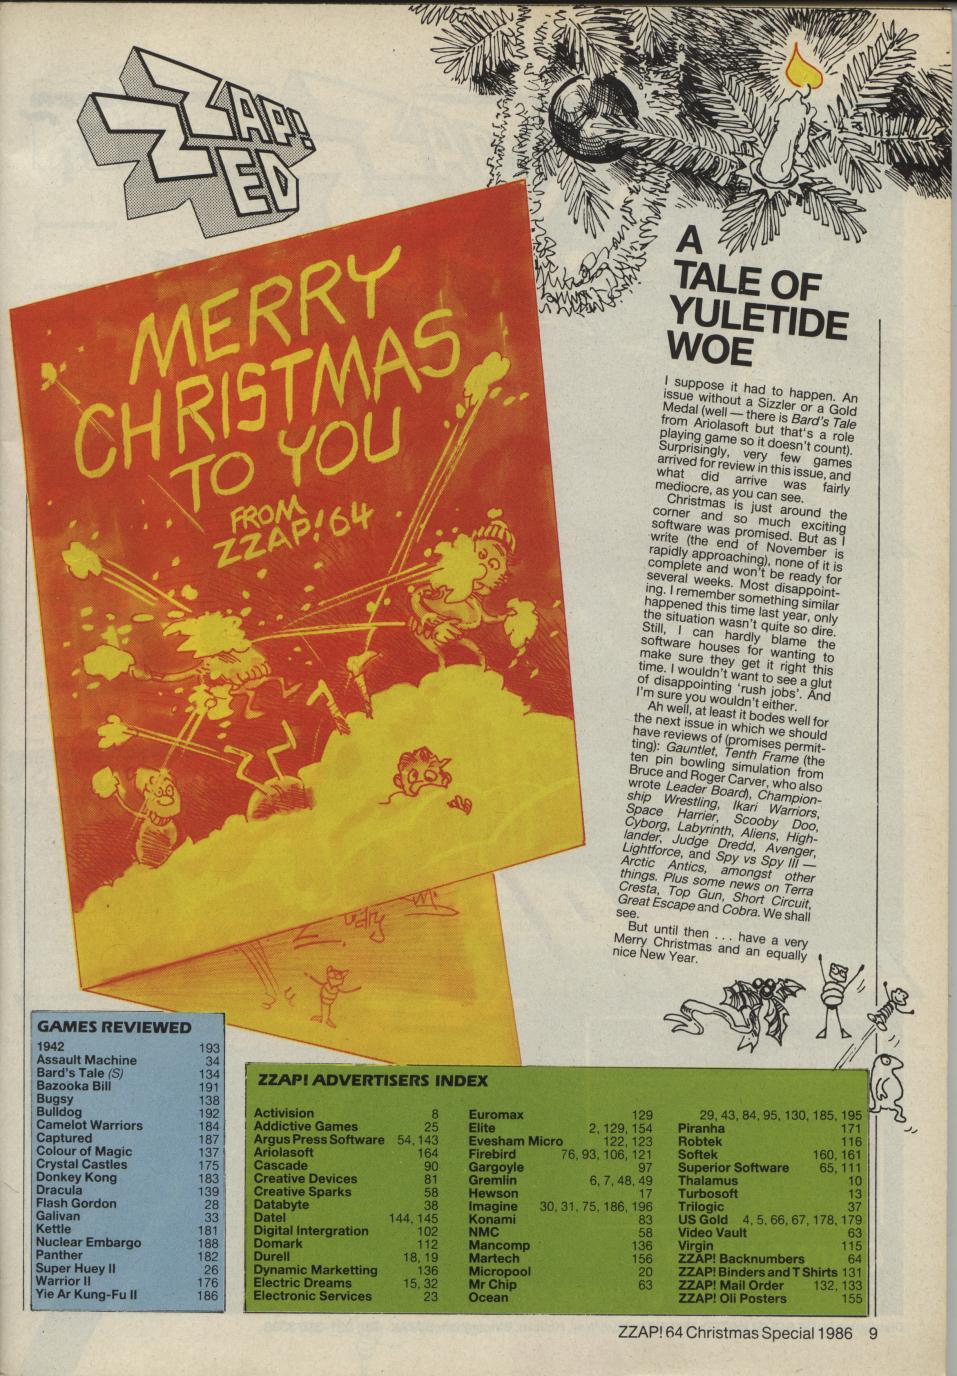 ZZAP!
ZED
MERRY
CHRISTMAS
TO YOU
FROM
ZZAP! 64
A
TALE OF
YULETIDE
WOE
I suppose it had to happen. An
issue without a Sizzler or a Gold
Medal (well — there is Bard's Tale
from Ariolasoft but that's a role
playing game so it doesn't count).
Surprisingly, very few games
arrived for review in this issue, and
what did arrive was fairly
mediocre, as you can see.
Christmas is just around the
corner and so much exciting
software was promised. But as I
write (the end of November is
rapidly approaching), none of it is
complete and won't be ready for
several weeks. Most disappoint-
ing. I remember something similar
happened this time last year, only
the situation wasn't quite so dire.
Still, I can hardly blame the
software houses for wanting to
make sure they get it right this
time. I wouldn't want to see a glut
of disappointing 'rush jobs'. And
I'm sure you wouldn't either.
Ah well, at least it bodes well for
the next issue in which we should
have reviews of (promises permit-
ting): Gauntlet, Tenth Frame (the
ten pin bowling simulation from
Bruce and Roger Carver, who also
wrote Leader Board), Champion-
ship Wrestling, Ikari Warriors,
Space Harrier, Scooby Doo,
Cyborg, Labyrinth, Aliens, High-
lander, Judge Dredd, Avenger,
Lightforce, and Spy vs Spy III —
Arctic Antics, amongst other
things. Plus some news on Terra
Cresta, Top Gun, Short Circuit,
Great Escape and Cobra. We shall
see.
But until then . . . have a very
Merry Christmas and an equally
nice New Year.
GAMES REVIEWED
1942 193
Assault Machine 34
Bard's Tale (S) 134
Bazooka Bill 191
Bugsy 138
Bulldog 192
Camelot Warriors 184
Captured 187
Colour of Magic 137
Crystal Castles 175
Donkey Kong 183
Dracula 139
Flash Gordon 28
Galivan 33
Kettle 181
Nuclear Embargo 188
Panther 182
Super Huey II 26
Warrior II 176
Yie Ar Kung-Fu II 186
ZZAP! ADVERTISERS INDEX
Activision 8
Addictive Games 25
Argus Press Software 54, 143
Ariolasoft 164
Cascade 90
Creative Devices 81
Creative Sparks 58
Databyte 38
Datel 144, 145
Digital Intergration 102
Domark 112
Durell 18, 19
Dynamic Marketting 136
Electric Dreams 15, 32
Electronic Services 23
Euromax 129
Elite 2, 129, 154
Evesham Micro 122, 123
Firebird 76, 93, 106, 121
Gargoyle 97
Gremlin 6, 7, 48, 49
Hewson 17
Imagine 30, 31, 75, 186, 196
Konami 83
NMC 58
Mancomp 136
Martech 156
Micropool 20
Mr Chip 63
Ocean
29, 43, 84, 95, 130, 185, 195
Piranha 171
Robtek 116
Softek 160, 161
Superior Software 65, 111
Thalamus 10
Turbosoft 13
Trilogic 37
US Gold 4, 5, 66, 67, 178, 179
Video Vault 63
Virgin 115
ZZAP! Backnumbers 64
ZZAP! Binders and T Shirts 131
ZZAP! Mail Order 132, 133
ZZAP! Oli Posters 155
ZZAP! 64 Christmas Special 1986 9